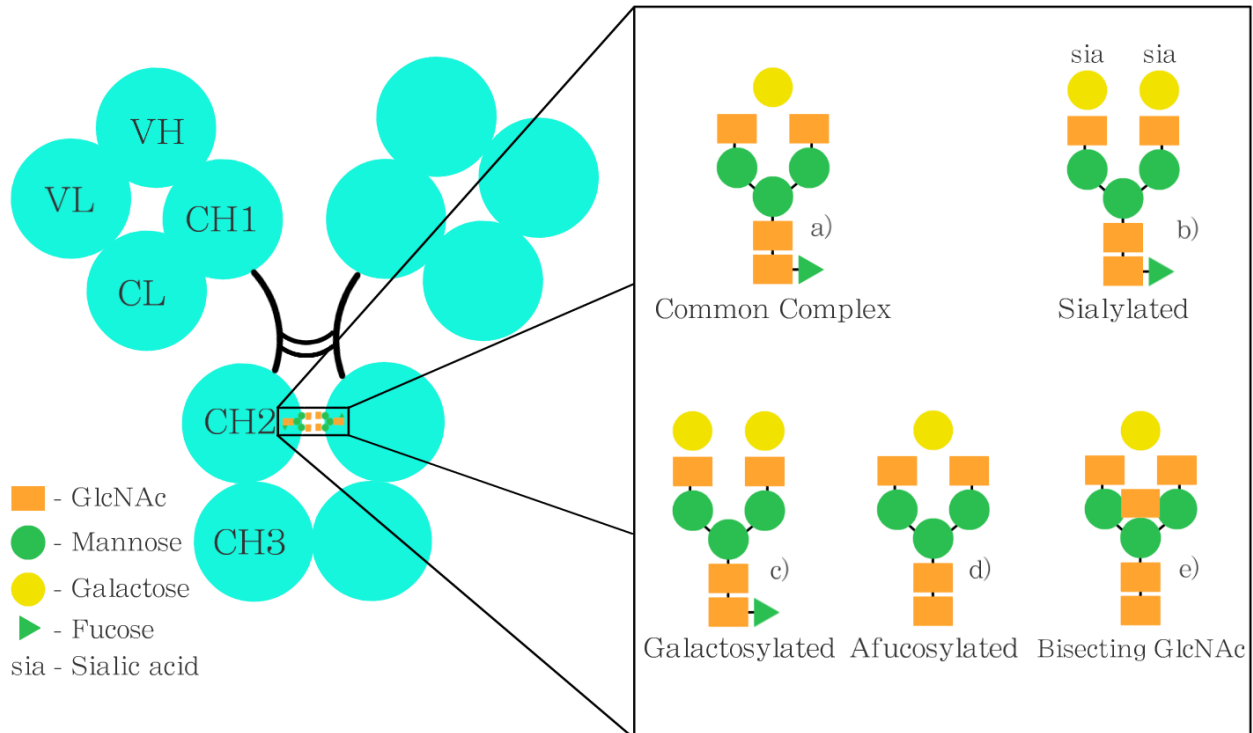 VH
VL
CH1
CL
CH2
CH3
- GlcNAc
- Mannose
- Galactose
- Fucose
sia - Sialic acid
a)
Common Complex
sia sia
b)
Sialylated
c)
Galactosylated
d)
Afucosylated
e)
Bisecting GlcNAc